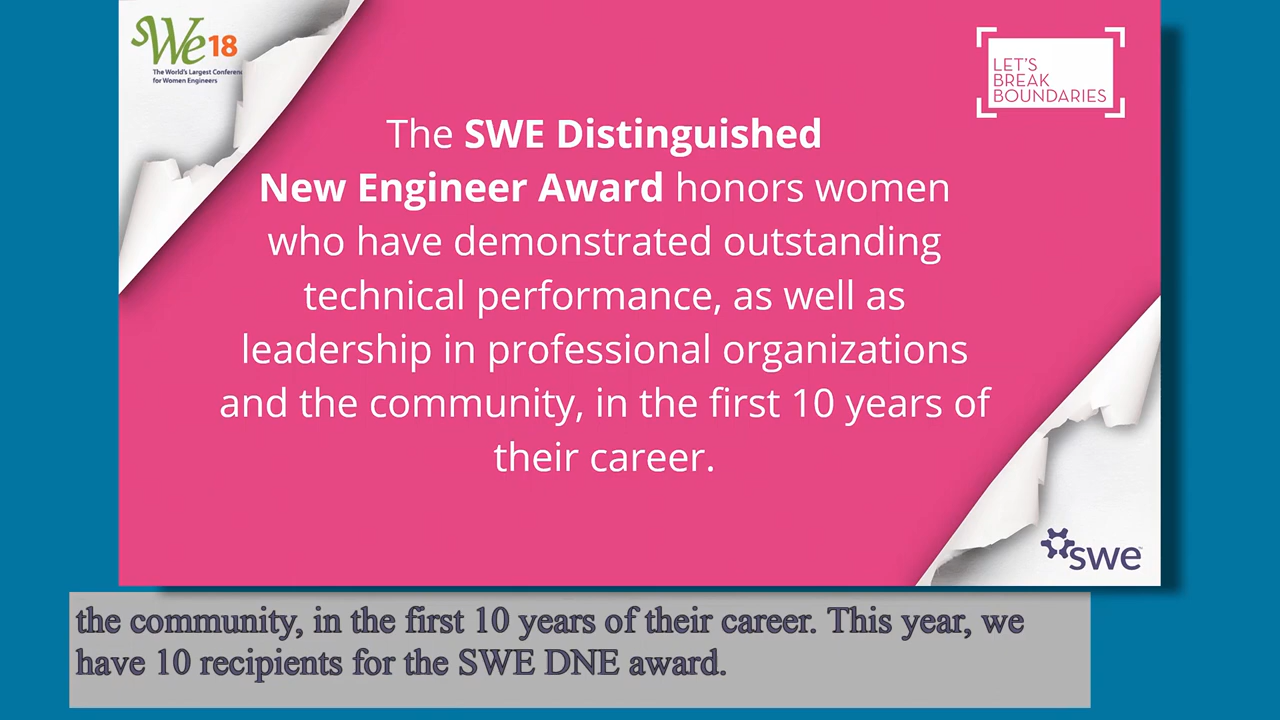 sWe18
The World's Largest Conferenc
for Women Engineers
LET'S
BREAK
BOUNDARIES
The SWE Distinguished
New Engineer Award honors women
who have demonstrated outstanding
technical performance, as well as
leadership in professional organizations
and the community, in the first 10 years of
their career.
swe
the community, in the first 10 years of their career. This year, we
have 10 recipients for the SWE DNE award.